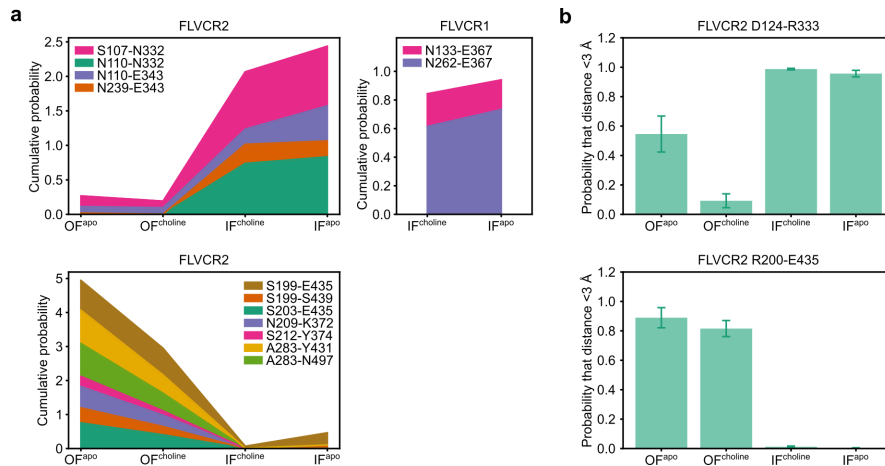 a
FLVCR2
Cumulative probability
2.5
2.0
1.5
1.0
0.5
0.0
S107-N332
N110-N332
N110-E343
N239-E343
OFapo
OFcholine
IFcholine
IFapo
FLVCR1
Cumulative probability
1.0
0.8
0.6
0.4
0.2
0.0
N133-E367
N262-E367
IFcholine
IFapo
FLVCR2
Cumulative probability
5
4
3
2
1
0
S199-E435
S199-S439
S203-E435
N209-K372
S212-Y374
A283-Y431
A283-N497
OFapo
OFcholine
IFcholine
IFapo
b
FLVCR2 D124-R333
Probability that distance <3 Å
1.2
1.0
0.8
0.6
0.4
0.2
0.0
OFapo
OFcholine
IFcholine
IFapo
FLVCR2 R200-E435
Probability that distance <3 Å
1.2
1.0
0.8
0.6
0.4
0.2
0.0
OFapo
OFcholine
IFcholine
IFapo